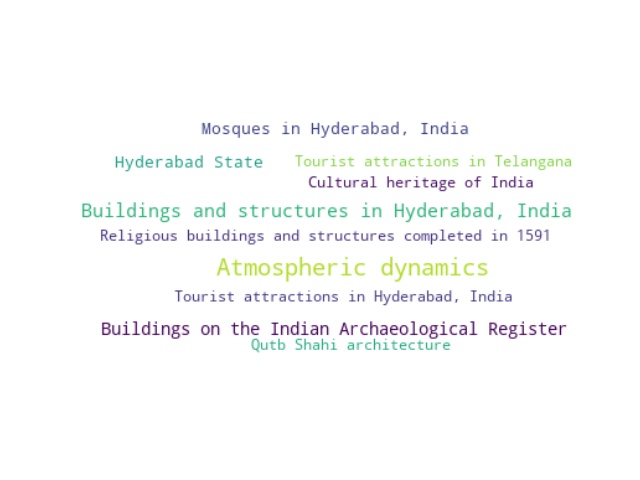 Mosques in Hyderabad, India
Hyderabad State
Tourist attractions in Telangana
Cultural heritage of India
Buildings and structures in Hyderabad, India
Religious buildings and structures completed in 1591
Atmospheric dynamics
Tourist attractions in Hyderabad, India
Buildings on the Indian Archaeological Register
Qutb Shahi architecture